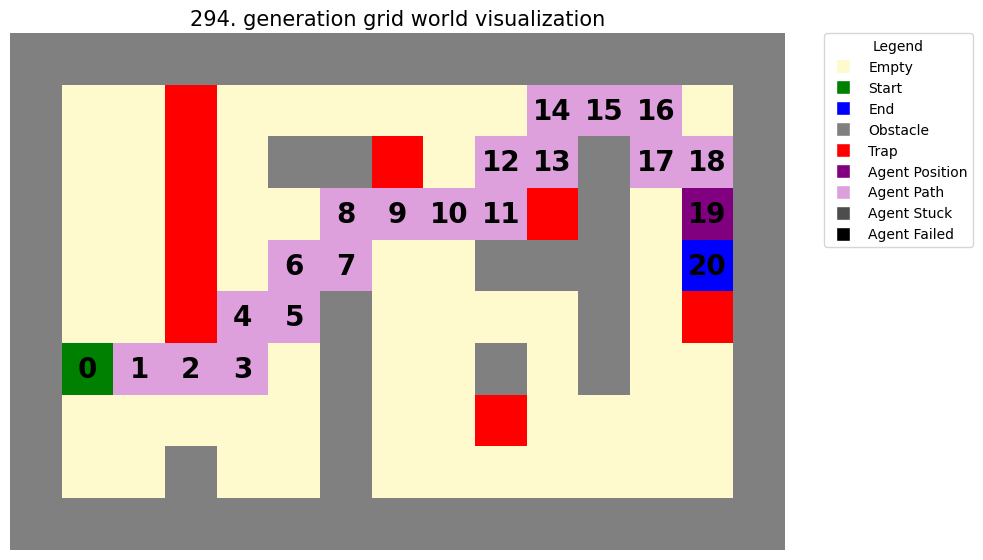 294. generation grid world visualization
14 15 16
12 13 17 18
8 9 10 11 19
6 7 20
4 5
0 1 2 3
Legend
Empty
Start
End
Obstacle
Trap
Agent Position
Agent Path
Agent Stuck
Agent Failed